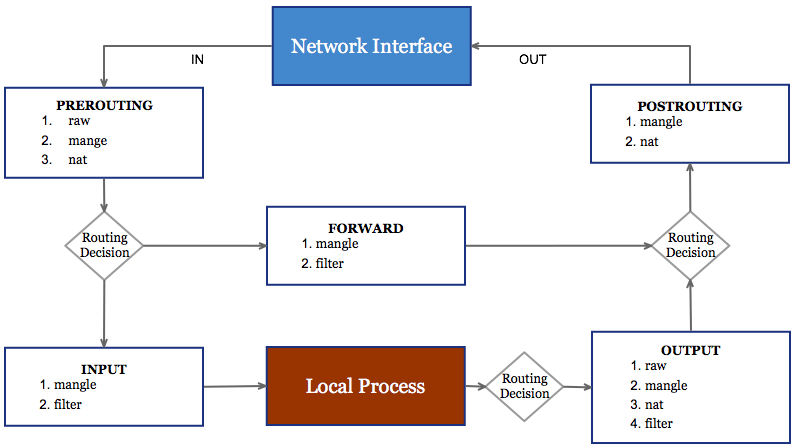 Network Interface
IN
OUT
PREROUTING
1. raw
2. mange
3. nat
POSTROUTING
1. mangle
2. nat
Routing
Decision
FORWARD
1. mangle
2. filter
Routing
Decision
INPUT
1. mangle
2. filter
Local Process
Routing
Decision
OUTPUT
1. raw
2. mangle
3. nat
4. filter